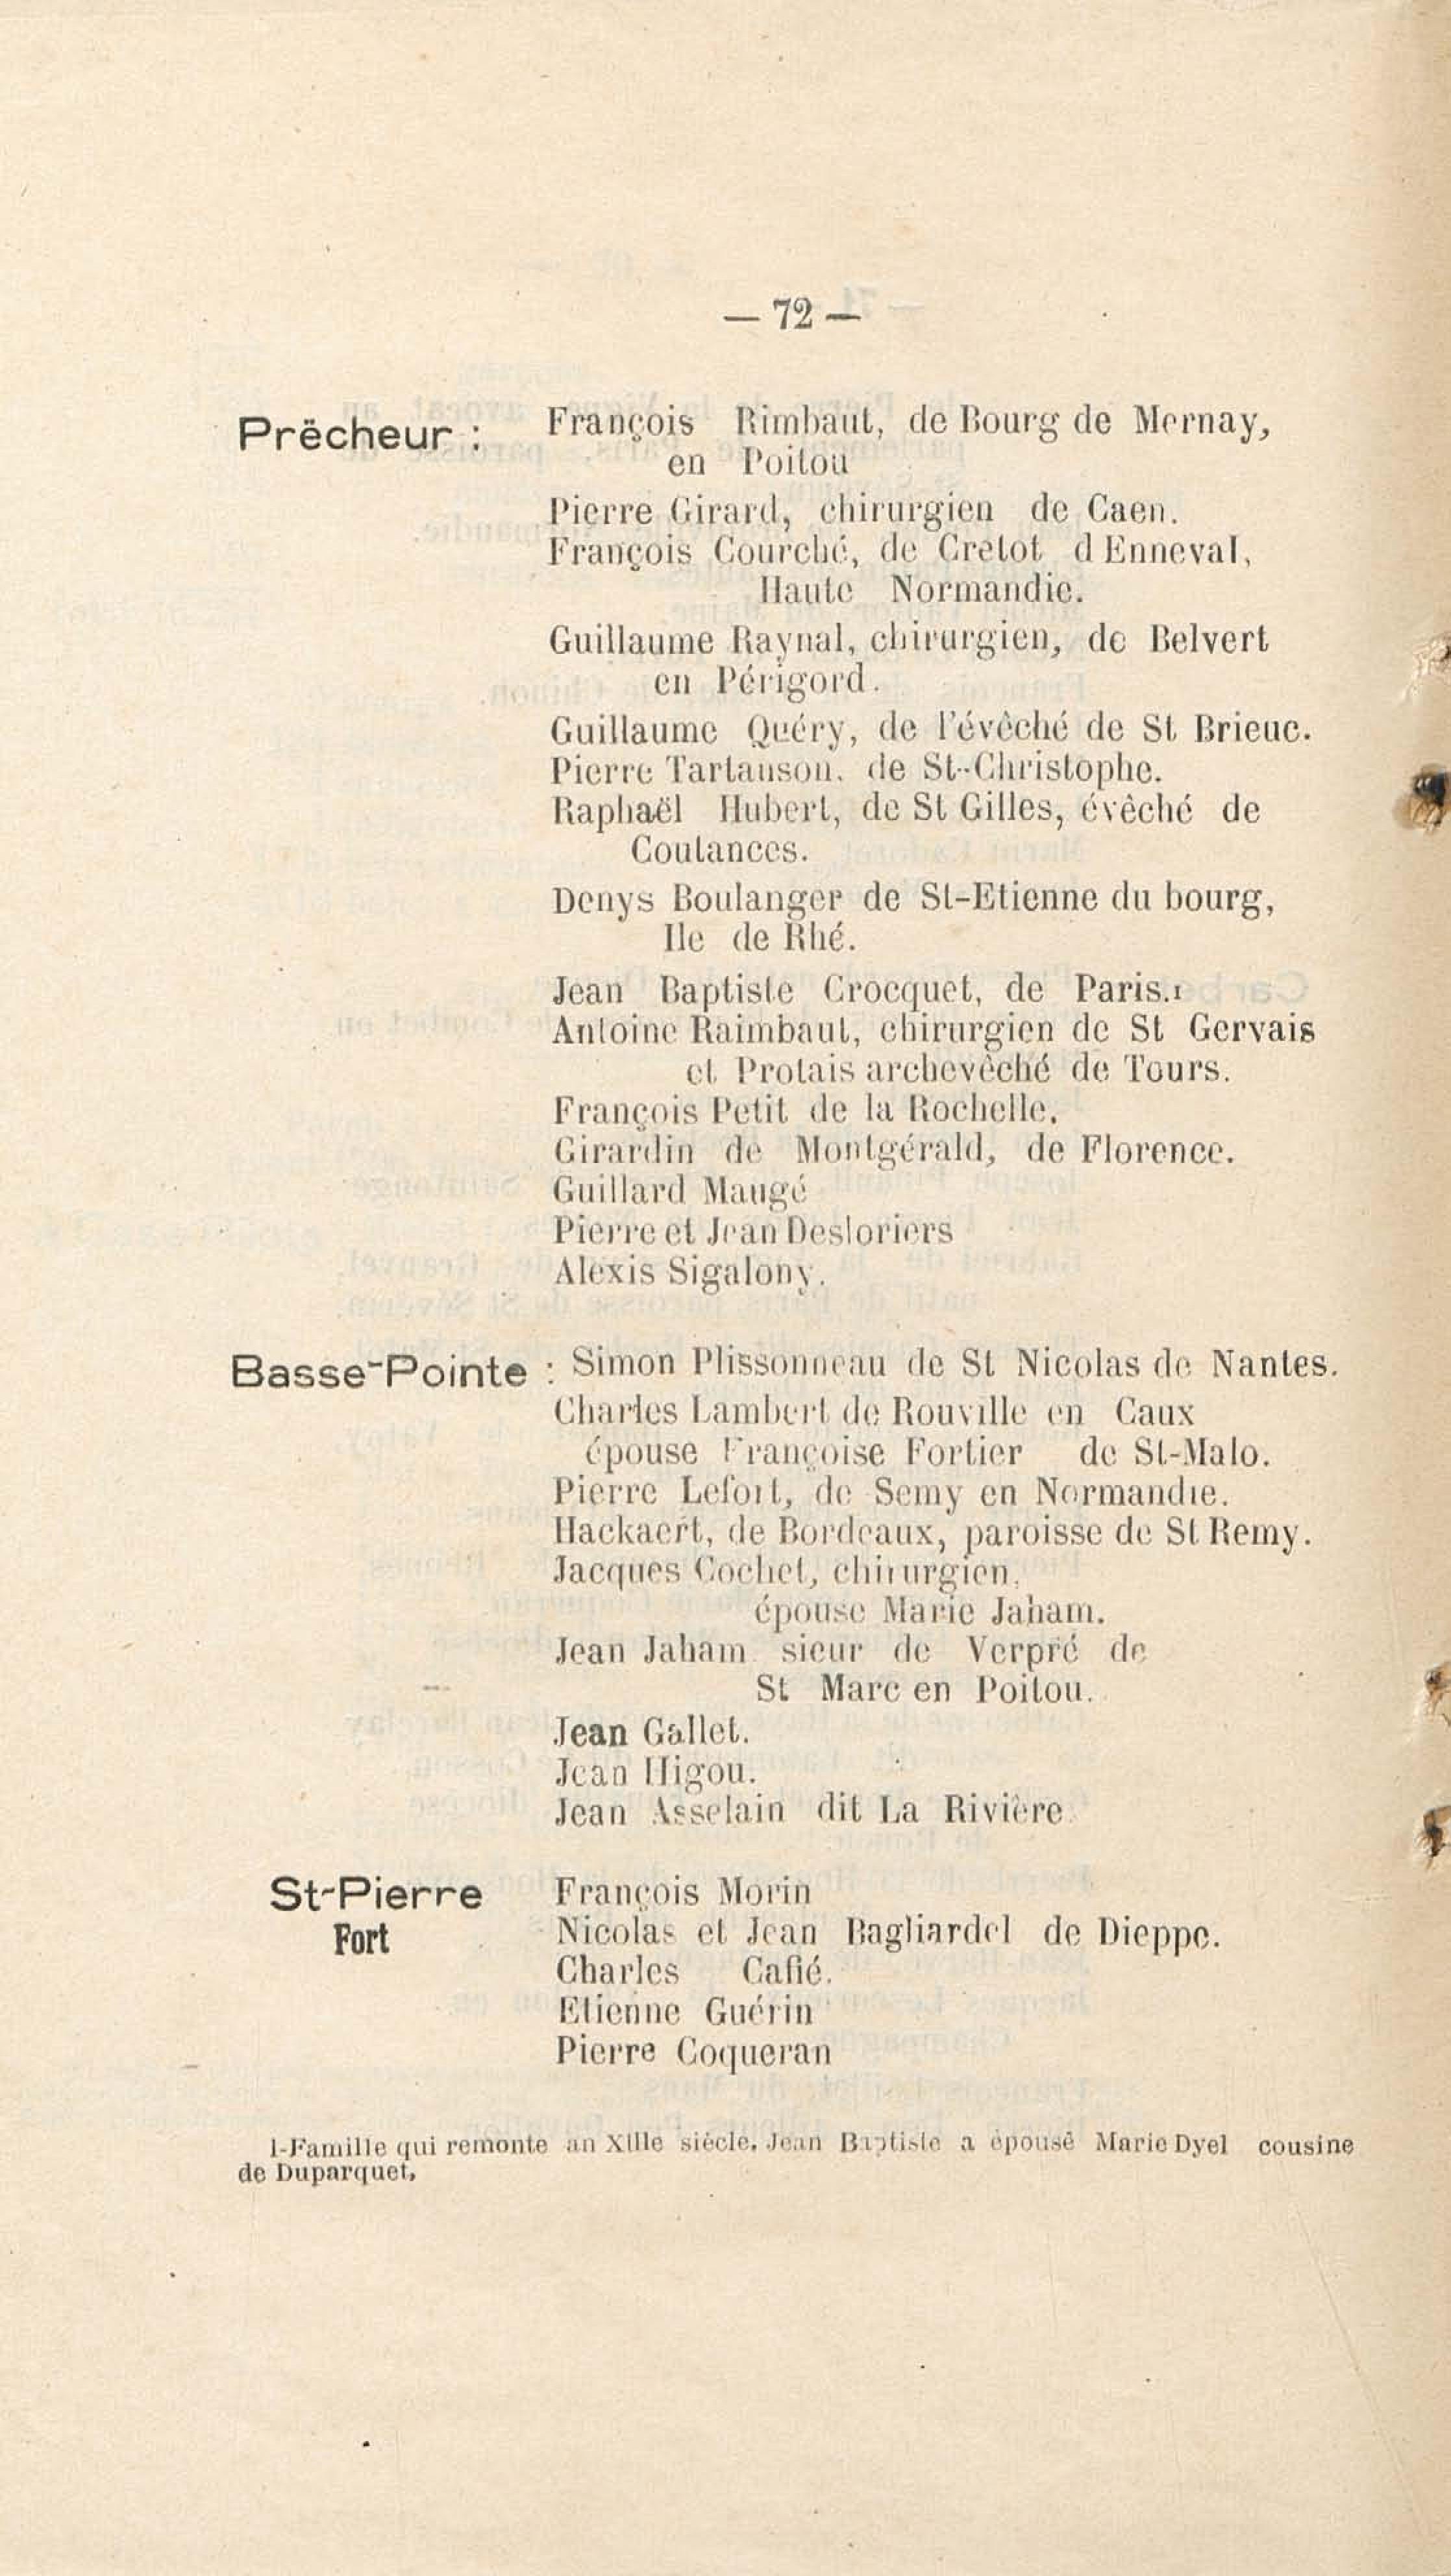 — 72 —
Prêcheur : François Rimbaut, de Bourg de Mernay,
en Poitou
Pierre Girard, chirurgien de Caen.
François Courché, de Cretot d Enneval,
Haute Normandie.
Guillaume Raynal, chirurgien, de Belvert
en Périgord.
Guillaume Quéry, de l'évêché de St Brieuc.
Pierre Tartanson. de St-Christophe.
Raphaël Hubert, de St Gilles, évêché de
Coutances.
Denys Boulanger de St-Etienne du bourg,
Ile de Rhé.
Jean Baptiste Crocquet, de Paris.1
Antoine Raimbaut, chirurgien de St Gervais
et Protais archevêché de Tours.
François Petit de la Rochelle.
Girardin de Montgérald, de Florence.
Guillard Maugé
Pierre et Jean Desloriers
Alexis Sigalony.
Basse-Pointe : Simon Plissonneau de St Nicolas de Nantes.
Charles Lambert de Rouville en Caux
épouse Françoise Fortier de St-Malo.
Pierre Lefort, de Semy en Normandie.
Hackaert, de Bordeaux, paroisse de St Remy.
Jacques Cochet, chirurgien,
épouse Marie Jaham.
Jean Jaham sieur de Verpré de
St Marc en Poitou.
Jean Gallet.
Jean Higou.
Jean Asselain dit La Rivière
St-Pierre François Morin
Fort Nicolas et Jean Bagliardel de Dieppe.
Charles Cafié.
Etienne Guérin
Pierre Coqueran
1-Famille qui remonte an XIIIe siècle. Jean Baptiste a épousé Marie Dyel cousine
de Duparquet.